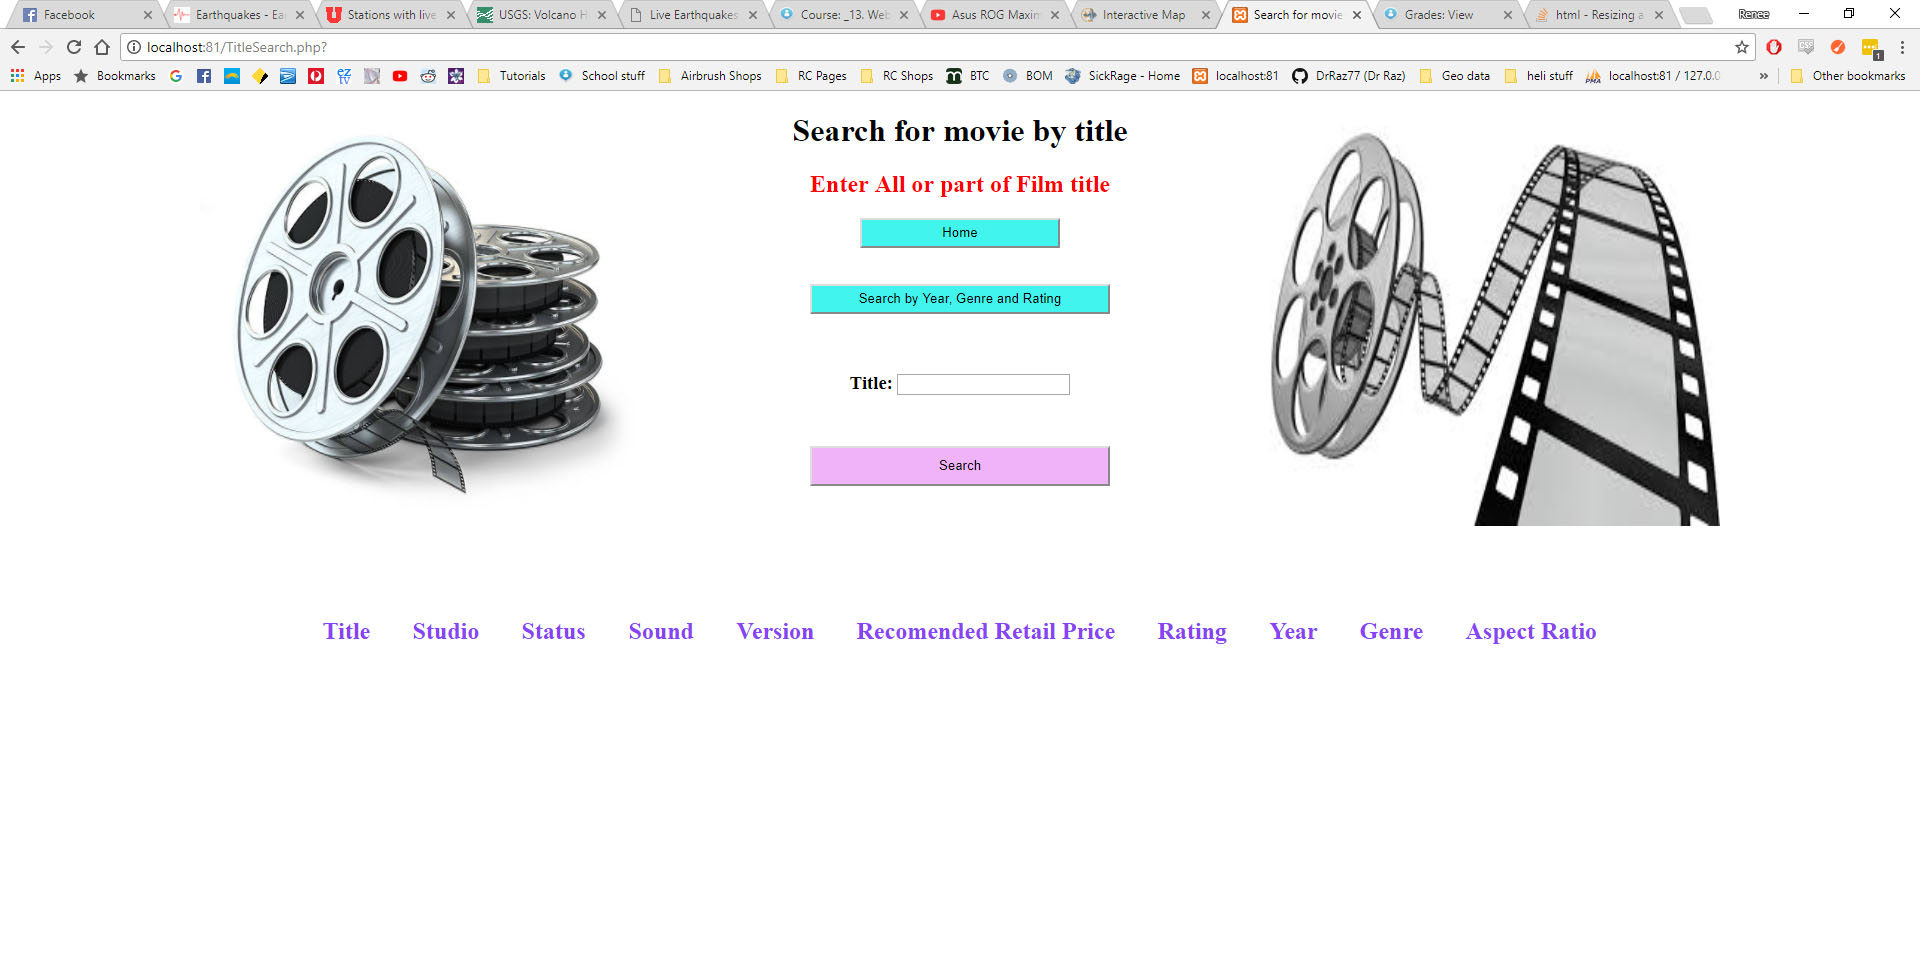 Facebook
Earthquakes - Ea
Stations with live
USGS: Volcano H
Live Earthquakes
Course: _13. Web
Asus ROG Maxim
Interactive Map
Search for movie
Grades: View
html - Resizing a
Renee
localhost:81/TitleSearch.php?
Apps Bookmarks Tutorials School stuff Airbrush Shops RC Pages RC Shops BTC BOM SickRage - Home localhost:81 DrRaz77 (Dr Raz) Geo data heli stuff localhost:81 / 127.0.0 » Other bookmarks
Search for movie by title
Enter All or part of Film title
Home
Search by Year, Genre and Rating
Title:
Search
Title Studio Status Sound Version Recomended Retail Price Rating Year Genre Aspect Ratio